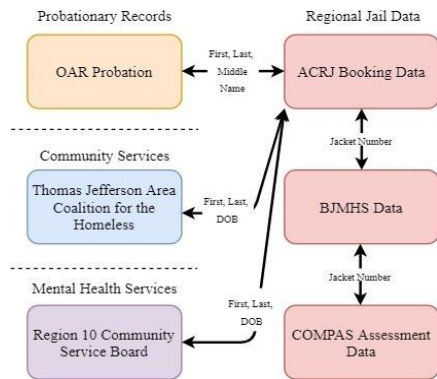 Probationary Records
Regional Jail Data
OAR Probation
First, Last,
Middle
Name
ACRJ Booking Data
Jacket Number
Community Services
Thomas Jefferson Area
Coalition for the
Homeless
First, Last,
DOB
BJMHS Data
Jacket Number
Mental Health Services
Region 10 Community
Service Board
First, Last,
DOB
COMPAS Assessment
Data